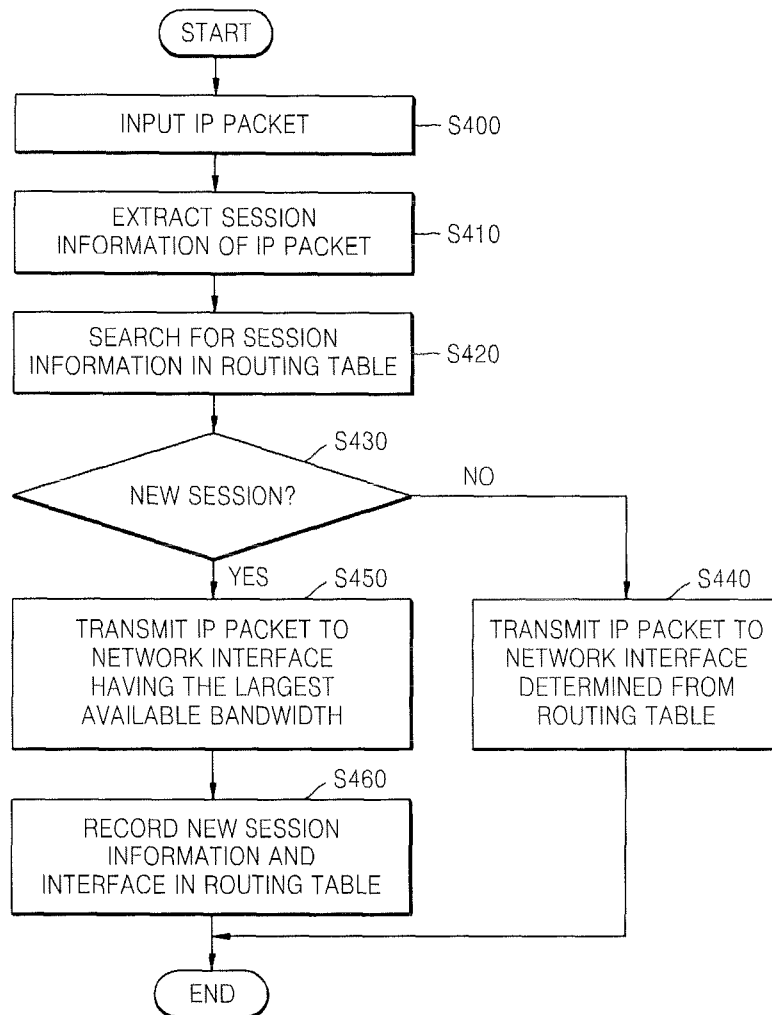 START
INPUT IP PACKET
S400
EXTRACT SESSION
INFORMATION OF IP PACKET
S410
SEARCH FOR SESSION
INFORMATION IN ROUTING TABLE
S420
S430
NEW SESSION?
NO
YES
S450
TRANSMIT IP PACKET TO
NETWORK INTERFACE
HAVING THE LARGEST
AVAILABLE BANDWIDTH
S440
TRANSMIT IP PACKET TO
NETWORK INTERFACE
DETERMINED FROM
ROUTING TABLE
S460
RECORD NEW SESSION
INFORMATION AND
INTERFACE IN ROUTING TABLE
END